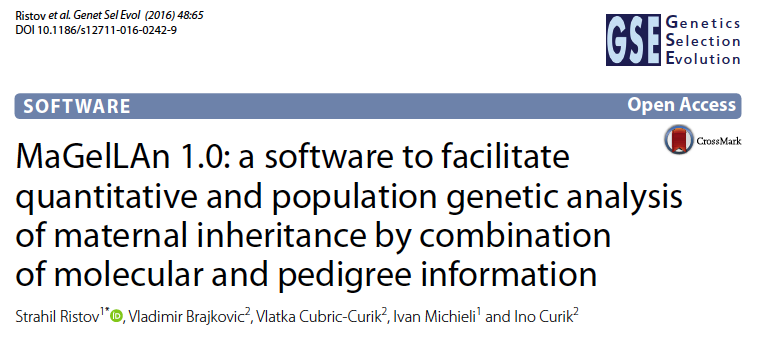 Ristov et al. Genet Sel Evol (2016) 48:65
DOI 10.1186/s12711-016-0242-9
GSE
Genetics
Selection
Evolution
SOFTWARE
Open Access
CrossMark
MaGelLAn 1.0: a software to facilitate
quantitative and population genetic analysis
of maternal inheritance by combination
of molecular and pedigree information
Strahil Ristov1* iD, Vladimir Brajkovic2, Vlatka Cubric-Curik2, Ivan Michieli1 and Ino Curik2